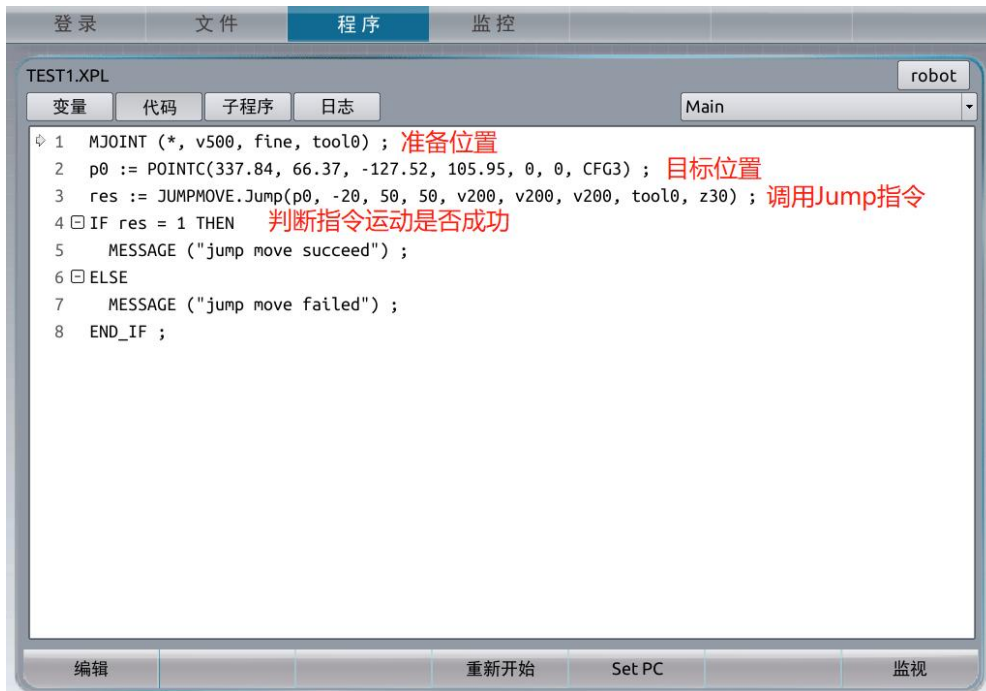 登录 文件 程序 监控
TEST1.XPL robot
变量 代码 子程序 日志 Main
1 MJOINT (*, v500, fine, tool0) ; 准备位置
2 p0 := POINTC(337.84, 66.37, -127.52, 105.95, 0, 0, CFG3) ; 目标位置
3 res := JUMPMOVE.Jump(p0, -20, 50, 50, v200, v200, v200, tool0, z30) ; 调用Jump指令
4 IF res = 1 THEN 判断指令运动是否成功
5 MESSAGE ("jump move succeed") ;
6 ELSE
7 MESSAGE ("jump move failed") ;
8 END_IF ;
编辑 重新开始 Set PC 监视